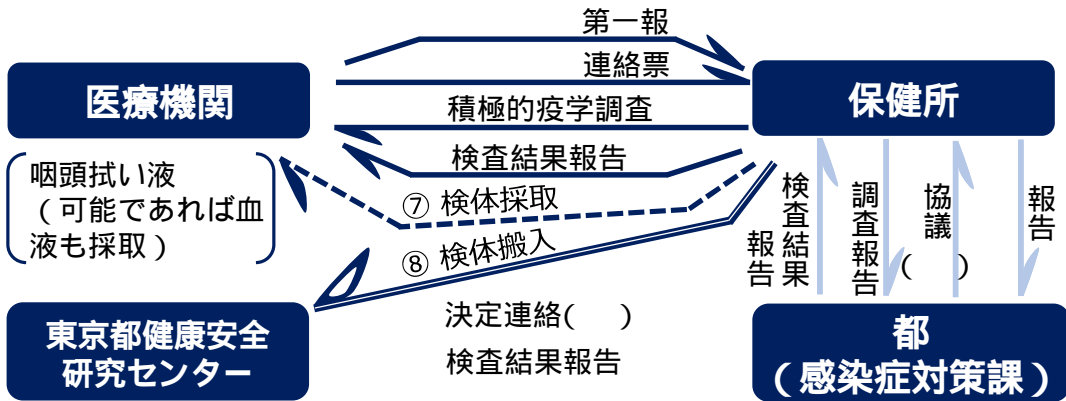 第一報
連絡票
積極的疫学調査
検査結果報告
⑦ 検体採取
⑧ 検体搬入
医療機関
咽頭拭い液
(可能であれば血
液も採取)
保健所
検査結果
報告
調査報告
協議
(　)
報告
東京都健康安全
研究センター
決定連絡(　)
検査結果報告
都
(感染症対策課)